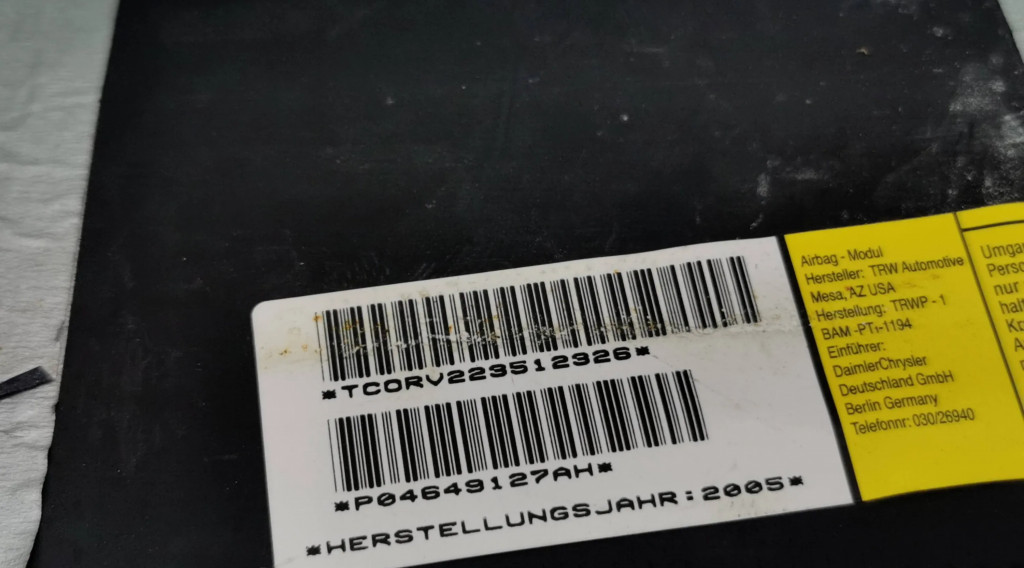 *TCORV223512326*
*P04649127AH*
*HERSTELLUNGSJAHR:2005*
Airbag - Modul
Hersteller: TRW Automotive
Mesa, AZ USA
Herstellung: TRWP - 1
BAM -PT1-1194
Einführer:
DaimlerChrysler
Deutschland GmbH
Berlin Germany
Telefonnr: 030/26940
nur